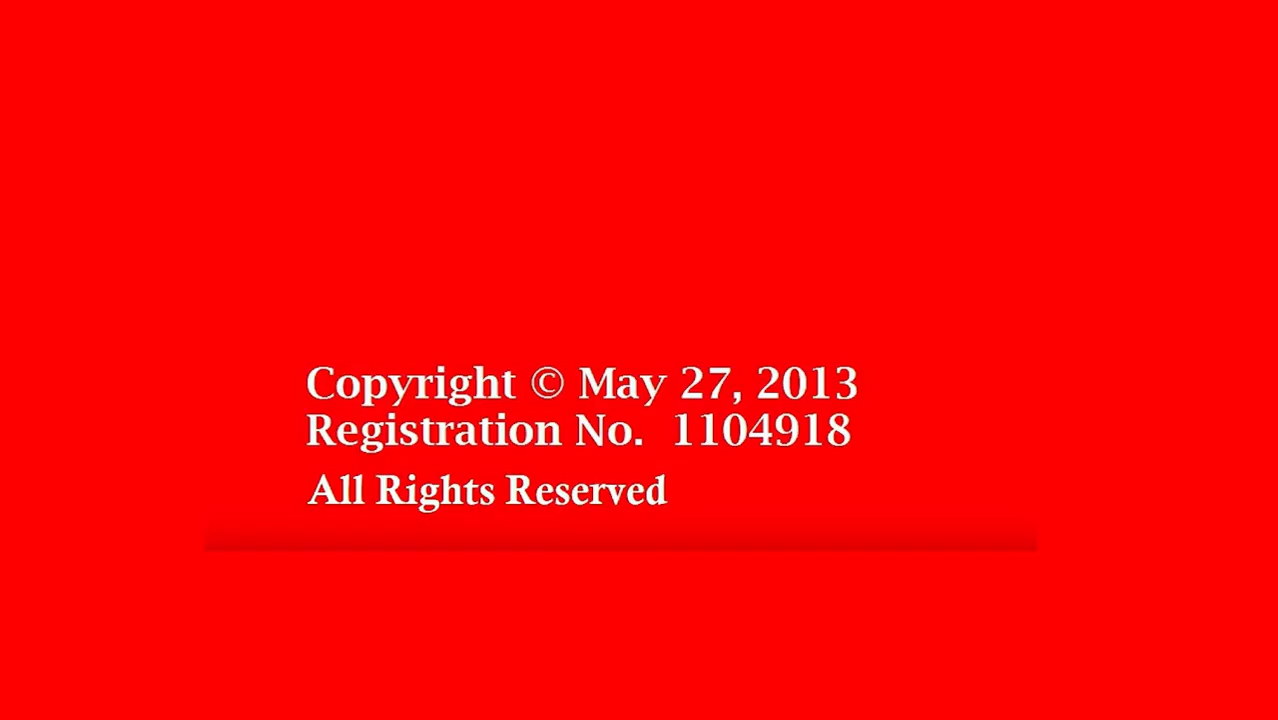 Copyright © May 27, 2013
Registration No. 1104918
All Rights Reserved